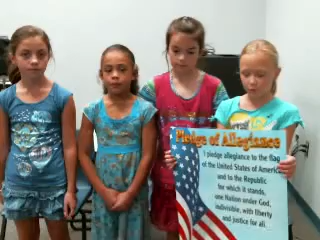 Pledge of Allegiance
I pledge allegiance to the flag
of the United States of America
and to the Republic
for which it stands,
one Nation under God,
indivisible, with liberty
and justice for all.